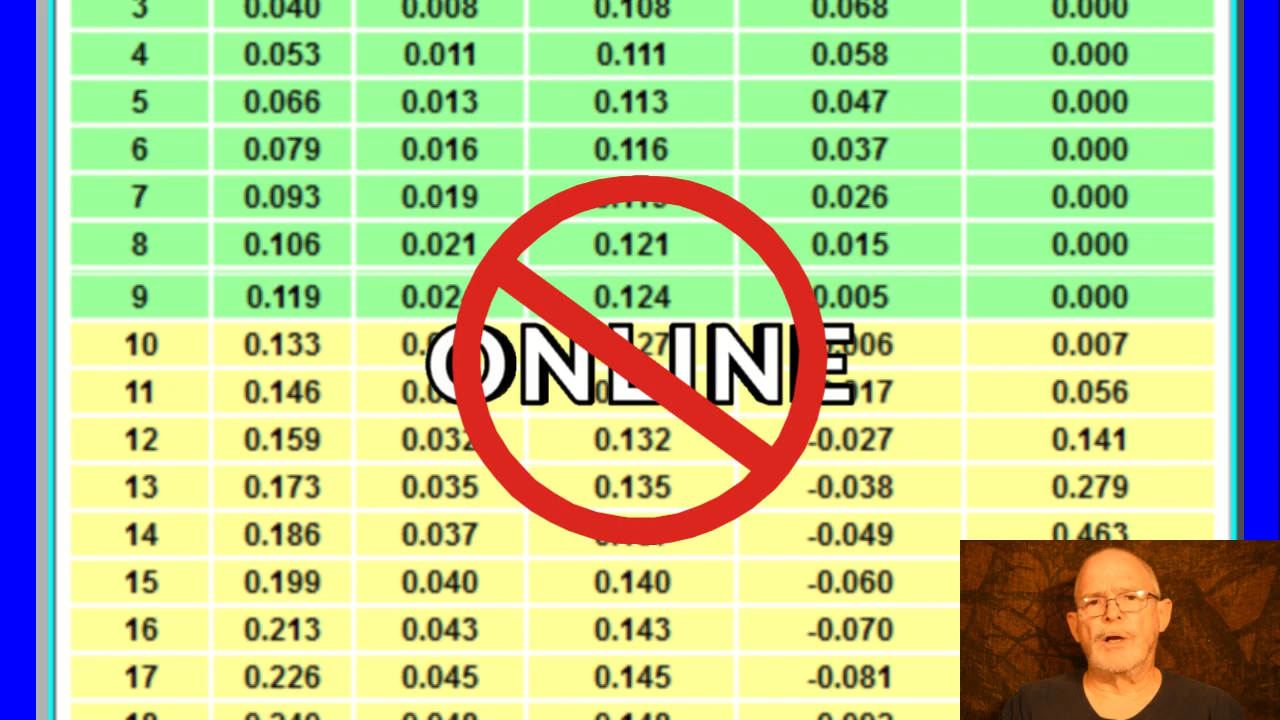 3 0.040 0.008 0.108 0.068 0.000
4 0.053 0.011 0.111 0.058 0.000
5 0.066 0.013 0.113 0.047 0.000
6 0.079 0.016 0.116 0.037 0.000
7 0.093 0.019 0.026 0.000
8 0.106 0.021 0.121 0.015 0.000
9 0.119 0.124 0.005 0.000
10 0.133 0.007
ONLINE
11 0.146 0.056
12 0.159 0.032 0.132 -0.027 0.141
13 0.173 0.035 0.135 -0.038 0.279
14 0.186 0.037 -0.049 0.463
15 0.199 0.040 0.140 -0.060
16 0.213 0.043 0.143 -0.070
17 0.226 0.045 0.145 -0.081